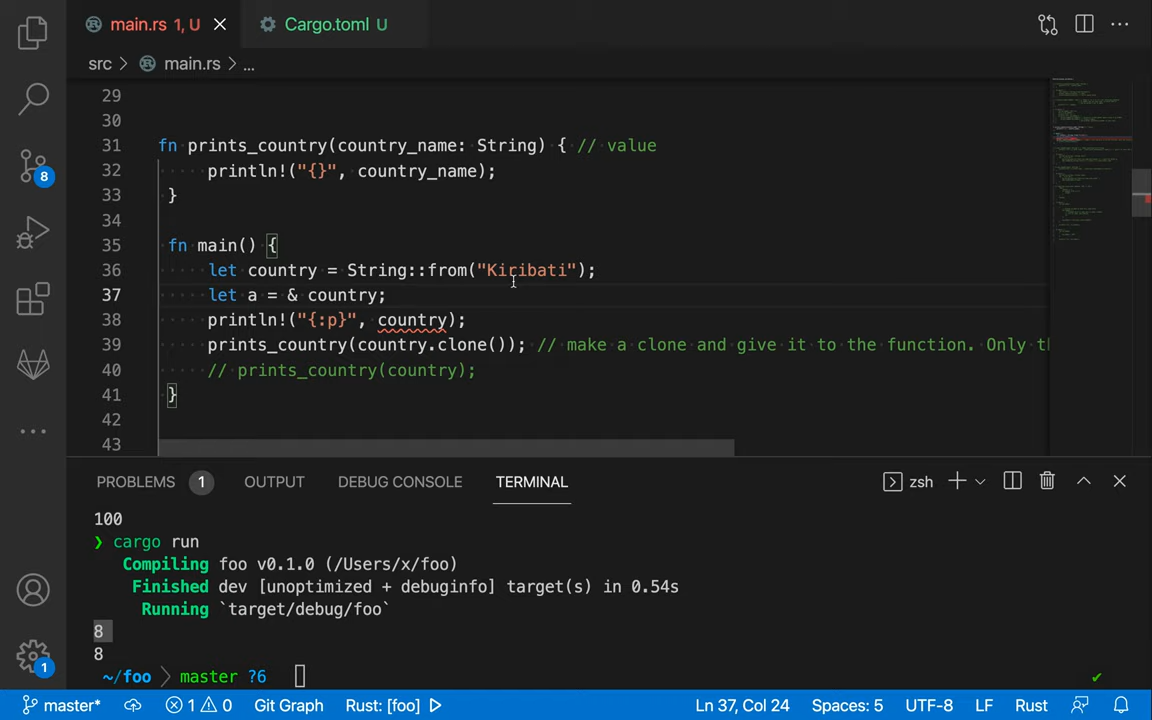 main.rs 1, U
Cargo.toml U
src > main.rs > ...
29
30
31 fn prints_country(country_name: String) { // value
32 println!("{}", country_name);
33 }
34
35 fn main() {
36 let country = String::from("Kiribati");
37 let a = & country;
38 println!("{:p}", country);
39 prints_country(country.clone()); // make a clone and give it to the function. Only
40 // prints_country(country);
41 }
42
43
8
PROBLEMS 1 OUTPUT DEBUG CONSOLE TERMINAL zsh
100
❯ cargo run
Compiling foo v0.1.0 (/Users/x/foo)
Finished dev [unoptimized + debuginfo] target(s) in 0.54s
Running `target/debug/foo`
8
8
~/foo master ?6
1
master* 1 0 Git Graph Rust: [foo] Ln 37, Col 24 Spaces: 5 UTF-8 LF Rust